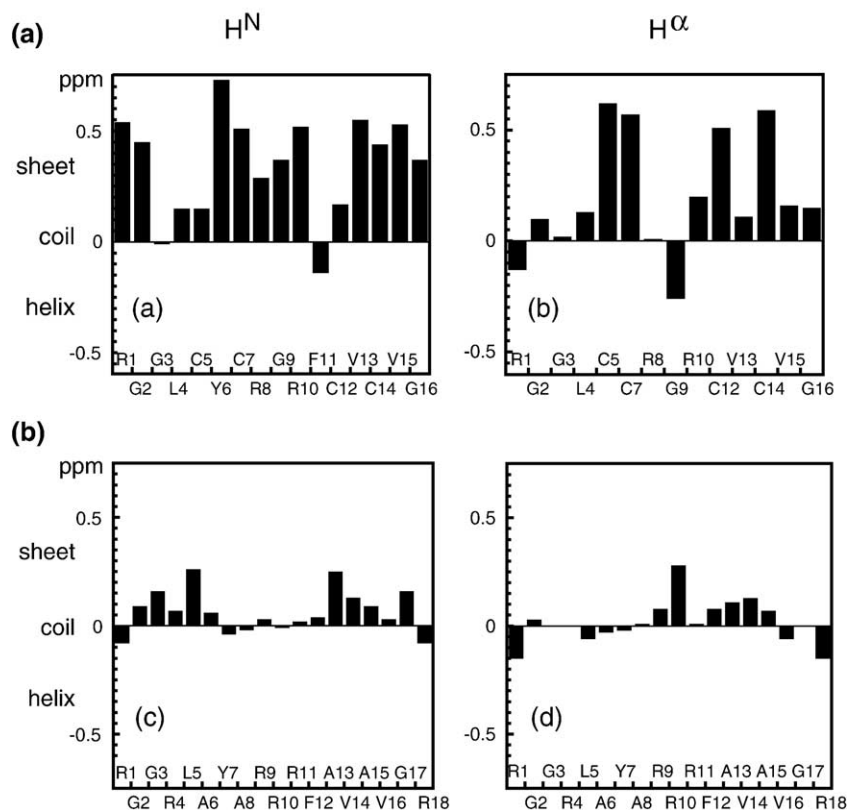 (a)
H^N
H^α
ppm
0.5
sheet
coil
0
helix
-0.5
(a)
R1 G3 C5 C7 G9 F11 V13 V15
G2 L4 Y6 R8 R10 C12 C14 G16
0.5
0
-0.5
(b)
R1 G3 C5 R8 R10 V13 V15
G2 L4 C7 G9 C12 C14 G16
(b)
ppm
0.5
sheet
coil
0
helix
-0.5
(c)
R1 G3 L5 Y7 R9 R11 A13 A15 G17
G2 R4 A6 A8 R10 F12 V14 V16 R18
0.5
0
-0.5
(d)
R1 G3 L5 Y7 R9 R11 A13 A15 G17
G2 R4 A6 A8 R10 F12 V14 V16 R18